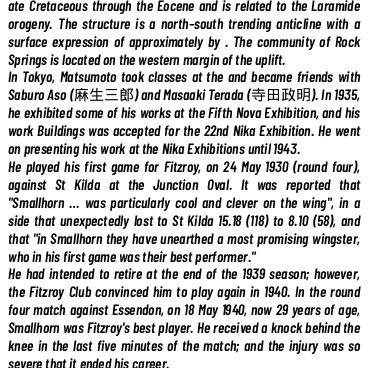 ate Cretaceous through the Eocene and is related to the Laramide
orogeny. The structure is a north-south trending anticline with a
surface expression of approximately by . The community of Rock
Springs is located on the western margin of the uplift.
In Tokyo, Matsumoto took classes at the and became friends with
Saburo Aso (麻生三郎) and Masaaki Terada (寺田政明). In 1935,
he exhibited some of his works at the Fifth Nova Exhibition, and his
work Buildings was accepted for the 22nd Nika Exhibition. He went
on presenting his work at the Nika Exhibitions until 1943.
He played his first game for Fitzroy, on 24 May 1930 (round four),
against St Kilda at the Junction Oval. It was reported that
"Smallhorn ... was particularly cool and clever on the wing", in a
side that unexpectedly lost to St Kilda 15.18 (118) to 8.10 (58), and
that "in Smallhorn they have unearthed a most promising wingster,
who in his first game was their best performer."
He had intended to retire at the end of the 1939 season; however,
the Fitzroy Club convinced him to play again in 1940. In the round
four match against Essendon, on 18 May 1940, now 29 years of age,
Smallhorn was Fitzroy's best player. He received a knock behind the
knee in the last five minutes of the match; and the injury was so
severe that it ended his career.